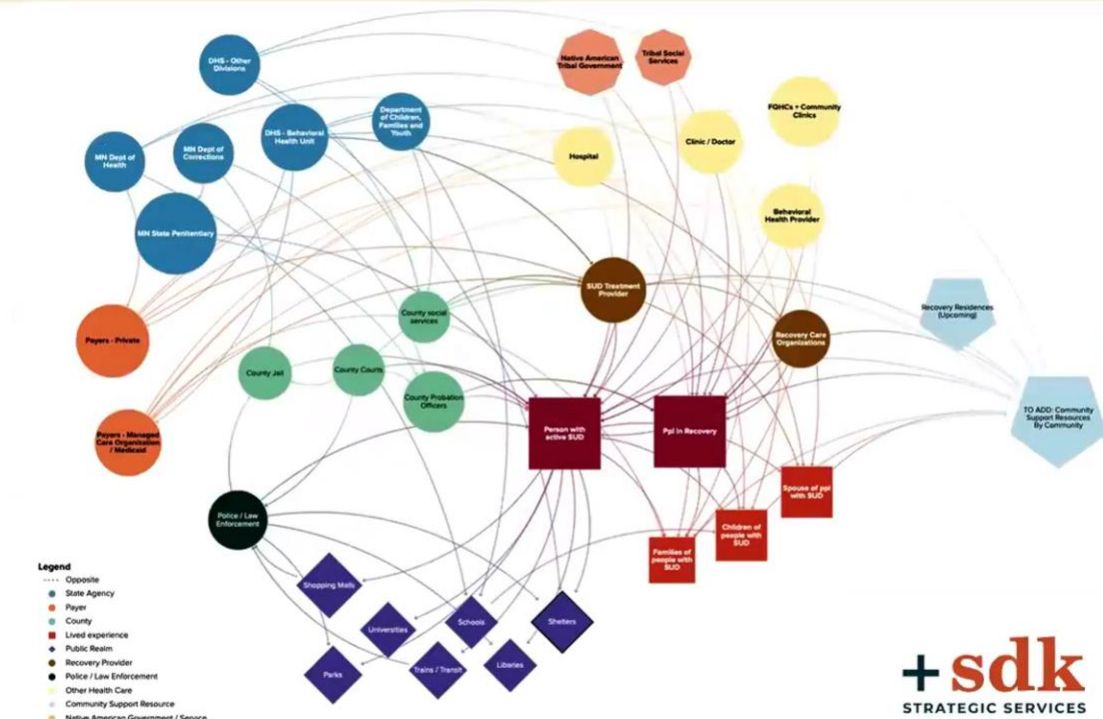 DHS - Other
Divisions
Native American
Tribal Government
Tribal Social
Services
FQHCs + Community
Clinics
Department
of Children,
Families and
Youth
DHS - Behavioral
Health Unit
MN Dept of
Corrections
MN Dept of
Health
Hospital
Clinic / Doctor
Behavioral
Health Provider
MN State Penitentiary
SUD Treatment
Provider
Recovery Residences
(Upcoming)
County social
services
Payers - Private
Recovery Care
Organizations
County Jail
County Courts
County Probation
Officers
TO ADD: Community
Support Resources
By Community
Person with
active SUD
Ppl in Recovery
Payers - Managed
Care Organization
/ Medicaid
Spouse of ppl
with SUD
Police / Law
Enforcement
Children of
people with
SUD
Families of
people with
SUD
Shopping Malls
Universities
Schools
Shelters
Parks
Trains / Transit
Libaries
Legend
Opposite
State Agency
Payer
County
Lived experience
Public Realm
Recovery Provider
Police / Law Enforcement
Other Health Care
Community Support Resource
Native American Government / Service
+sdk
STRATEGIC SERVICES